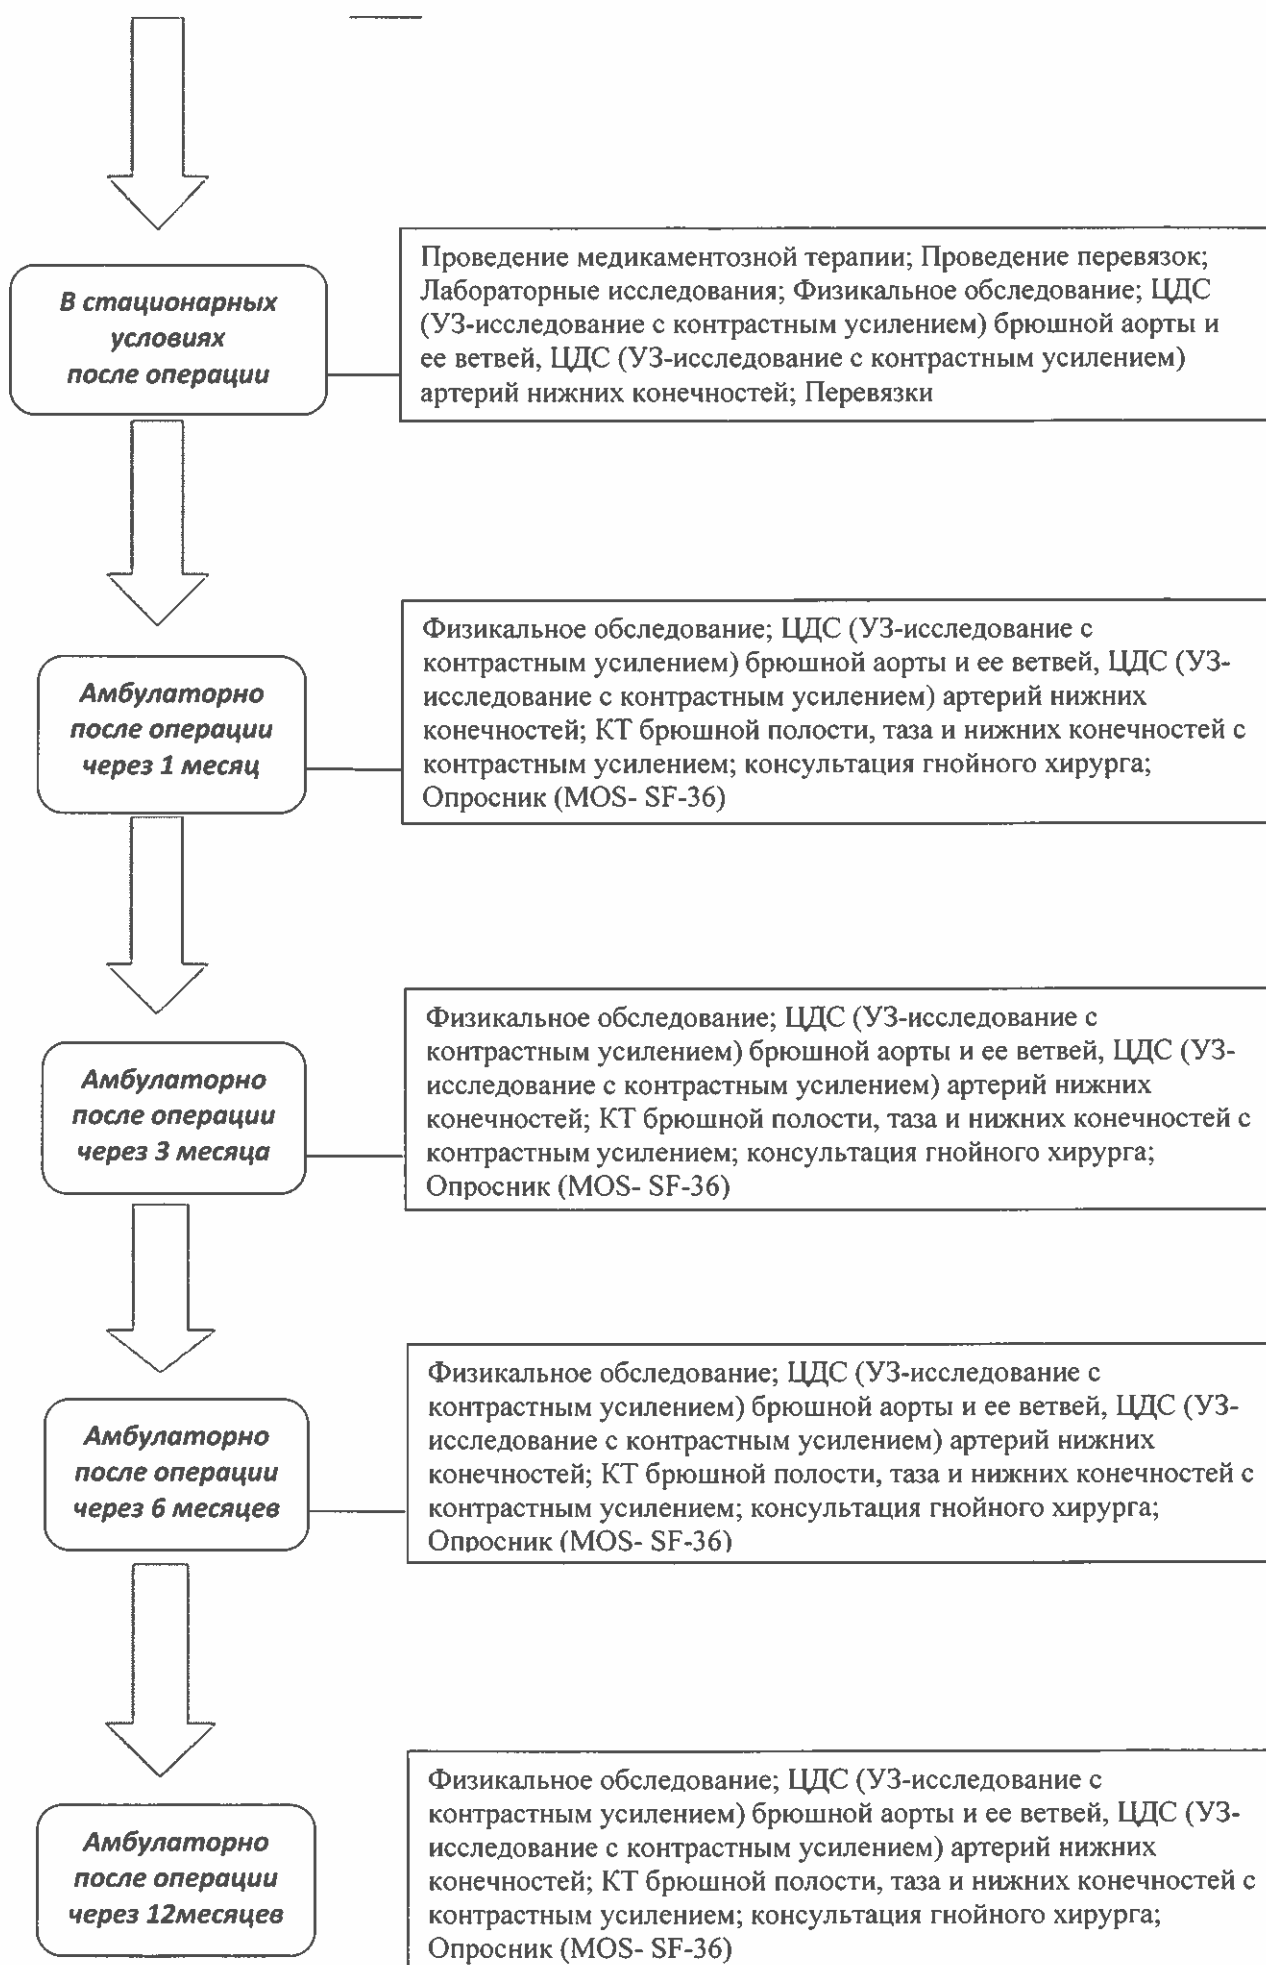 В стационарных
условиях
после операции
Проведение медикаментозной терапии; Проведение перевязок;
Лабораторные исследования; Физикальное обследование; ЦДС
(УЗ-исследование с контрастным усилением) брюшной аорты и
ее ветвей, ЦДС (УЗ-исследование с контрастным усилением)
артерий нижних конечностей; Перевязки
Амбулаторно
после операции
через 1 месяц
Физикальное обследование; ЦДС (УЗ-исследование с
контрастным усилением) брюшной аорты и ее ветвей, ЦДС (УЗ-
исследование с контрастным усилением) артерий нижних
конечностей; КТ брюшной полости, таза и нижних конечностей с
контрастным усилением; консультация гнойного хирурга;
Опросник (MOS- SF-36)
Амбулаторно
после операции
через 3 месяца
Физикальное обследование; ЦДС (УЗ-исследование с
контрастным усилением) брюшной аорты и ее ветвей, ЦДС (УЗ-
исследование с контрастным усилением) артерий нижних
конечностей; КТ брюшной полости, таза и нижних конечностей с
контрастным усилением; консультация гнойного хирурга;
Опросник (MOS- SF-36)
Амбулаторно
после операции
через 6 месяцев
Физикальное обследование; ЦДС (УЗ-исследование с
контрастным усилением) брюшной аорты и ее ветвей, ЦДС (УЗ-
исследование с контрастным усилением) артерий нижних
конечностей; КТ брюшной полости, таза и нижних конечностей с
контрастным усилением; консультация гнойного хирурга;
Опросник (MOS- SF-36)
Амбулаторно
после операции
через 12месяцев
Физикальное обследование; ЦДС (УЗ-исследование с
контрастным усилением) брюшной аорты и ее ветвей, ЦДС (УЗ-
исследование с контрастным усилением) артерий нижних
конечностей; КТ брюшной полости, таза и нижних конечностей с
контрастным усилением; консультация гнойного хирурга;
Опросник (MOS- SF-36)